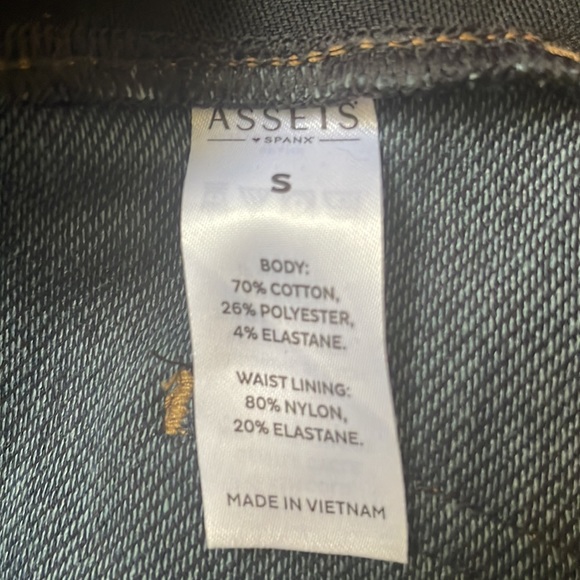 ASSETS
SPANX
S
BODY:
70% COTTON,
26% POLYESTER,
4% ELASTANE.
WAIST LINING:
80% NYLON,
20% ELASTANE.
MADE IN VIETNAM